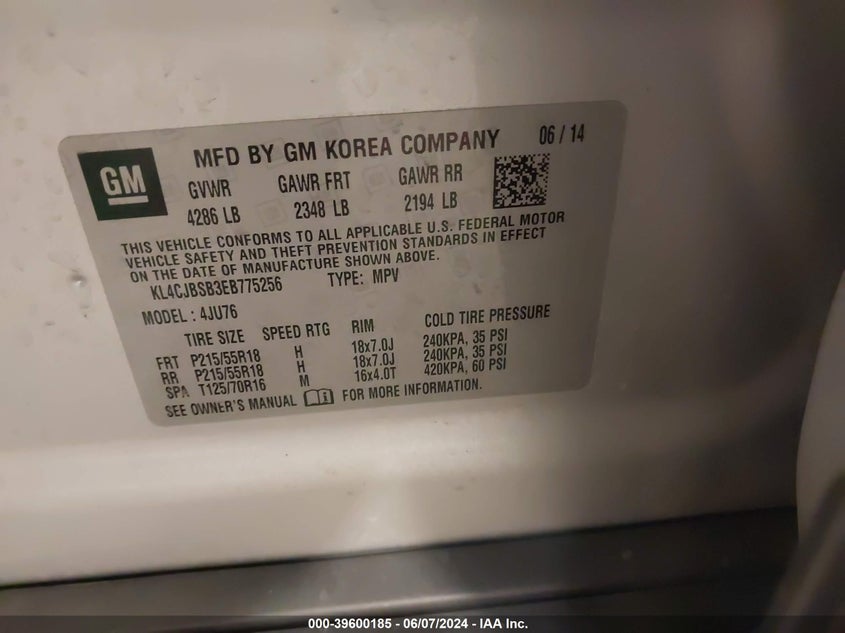 GM
MFD BY GM KOREA COMPANY 06 / 14
GVWR GAWR FRT GAWR RR
4286 LB 2348 LB 2194 LB
THIS VEHICLE CONFORMS TO ALL APPLICABLE U.S. FEDERAL MOTOR
VEHICLE SAFETY AND THEFT PREVENTION STANDARDS IN EFFECT
ON THE DATE OF MANUFACTURE SHOWN ABOVE.
KL4CJBSB3EB775256 TYPE: MPV
MODEL: 4JU76
TIRE SIZE SPEED RTG RIM COLD TIRE PRESSURE
FRT P215/55R18 H 18x7.0J 240KPA, 35 PSI
RR P215/55R18 H 18x7.0J 240KPA, 35 PSI
SPA T125/70R16 M 16x4.0T 420KPA, 60 PSI
SEE OWNER'S MANUAL FOR MORE INFORMATION.
000-39600185 - 06/07/2024 - IAA Inc.